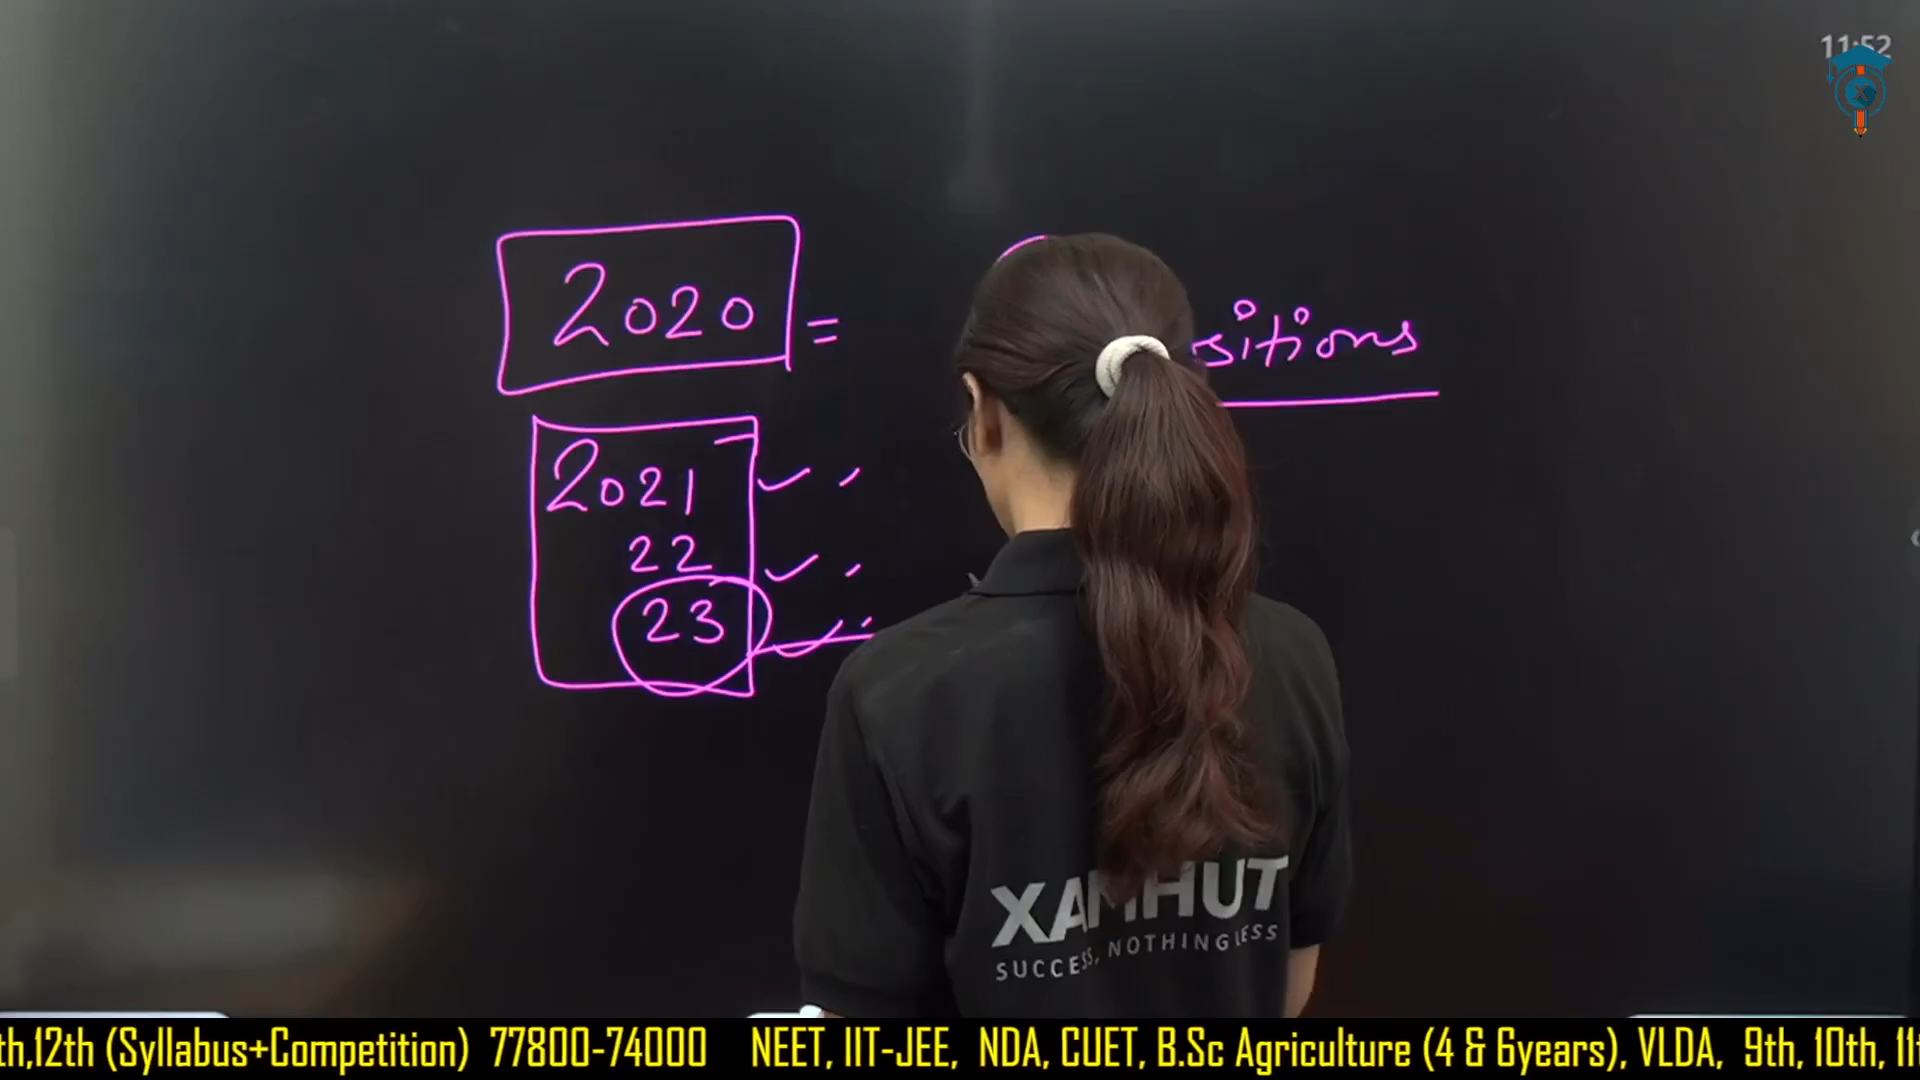 11:52
2020 =
2021
22
23
XAMHUT
SUCCESS, NOTHING LESS
th,12th (Syllabus+Competition) 77800-74000 NEET, IIT-JEE, NDA, CUET, B.Sc Agriculture (4 & 6years), VLDA, 9th, 10th, 11t